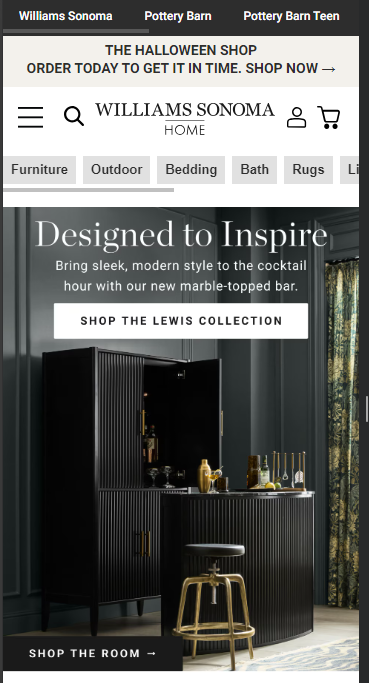 Williams Sonoma Pottery Barn Pottery Barn Teen
THE HALLOWEEN SHOP
ORDER TODAY TO GET IT IN TIME. SHOP NOW →
WILLIAMS SONOMA
HOME
Furniture Outdoor Bedding Bath Rugs Li
Designed to Inspire
Bring sleek, modern style to the cocktail
hour with our new marble-topped bar.
SHOP THE LEWIS COLLECTION
SHOP THE ROOM →